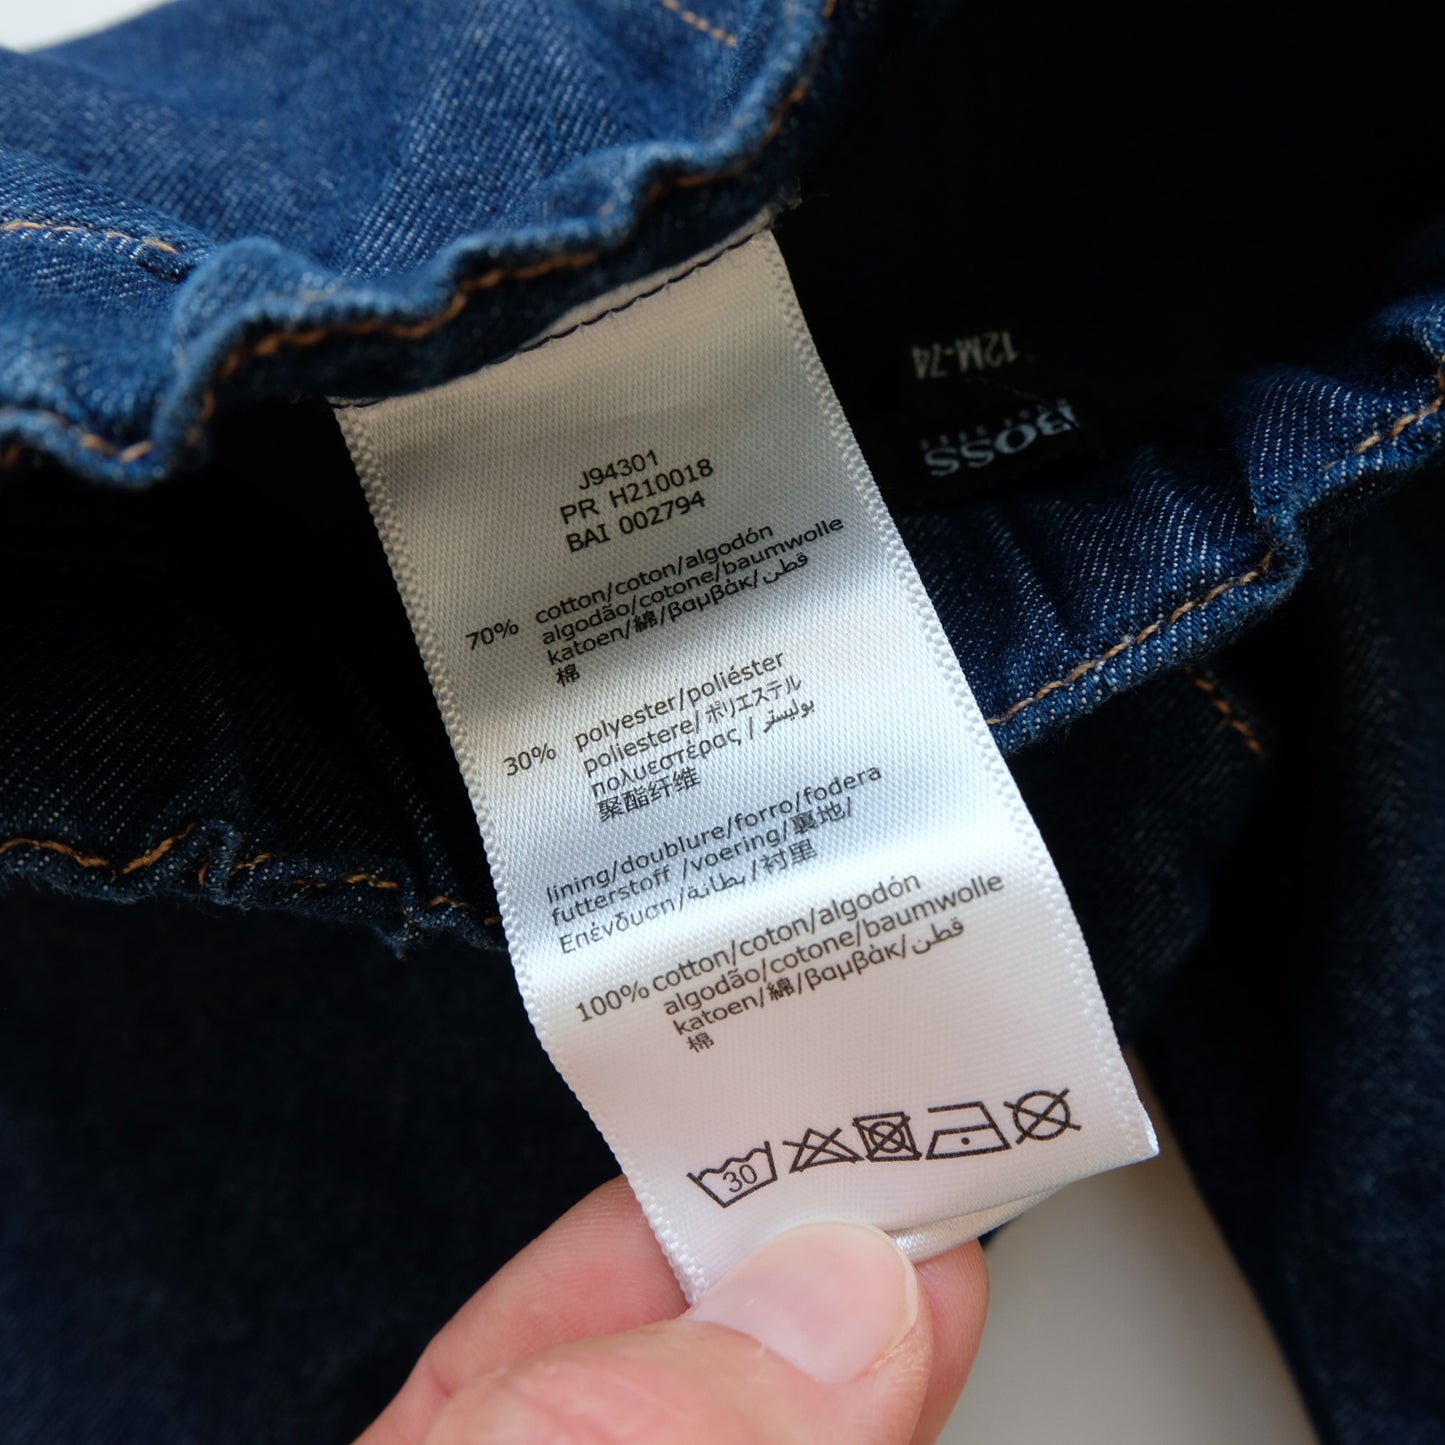 J94301
PR H210018
BAI 002794
70% cotton/coton/algodón
algodão/cotone/baumwolle
katoen/綿/βαμβάκ/قطن
棉
30% polyester/poliéster
poliestere/ポリエステル
πολυεστέρας / بوليستر
聚酯纤维
lining/doublure/forro/fodera
futterstoff /voering/裏地/
Επένδυση/بطانة/衬里
100% cotton/coton/algodón
algodão/cotone/baumwolle
katoen/綿/βαμβάκ/قطن
棉
30
BOSS
12M-74